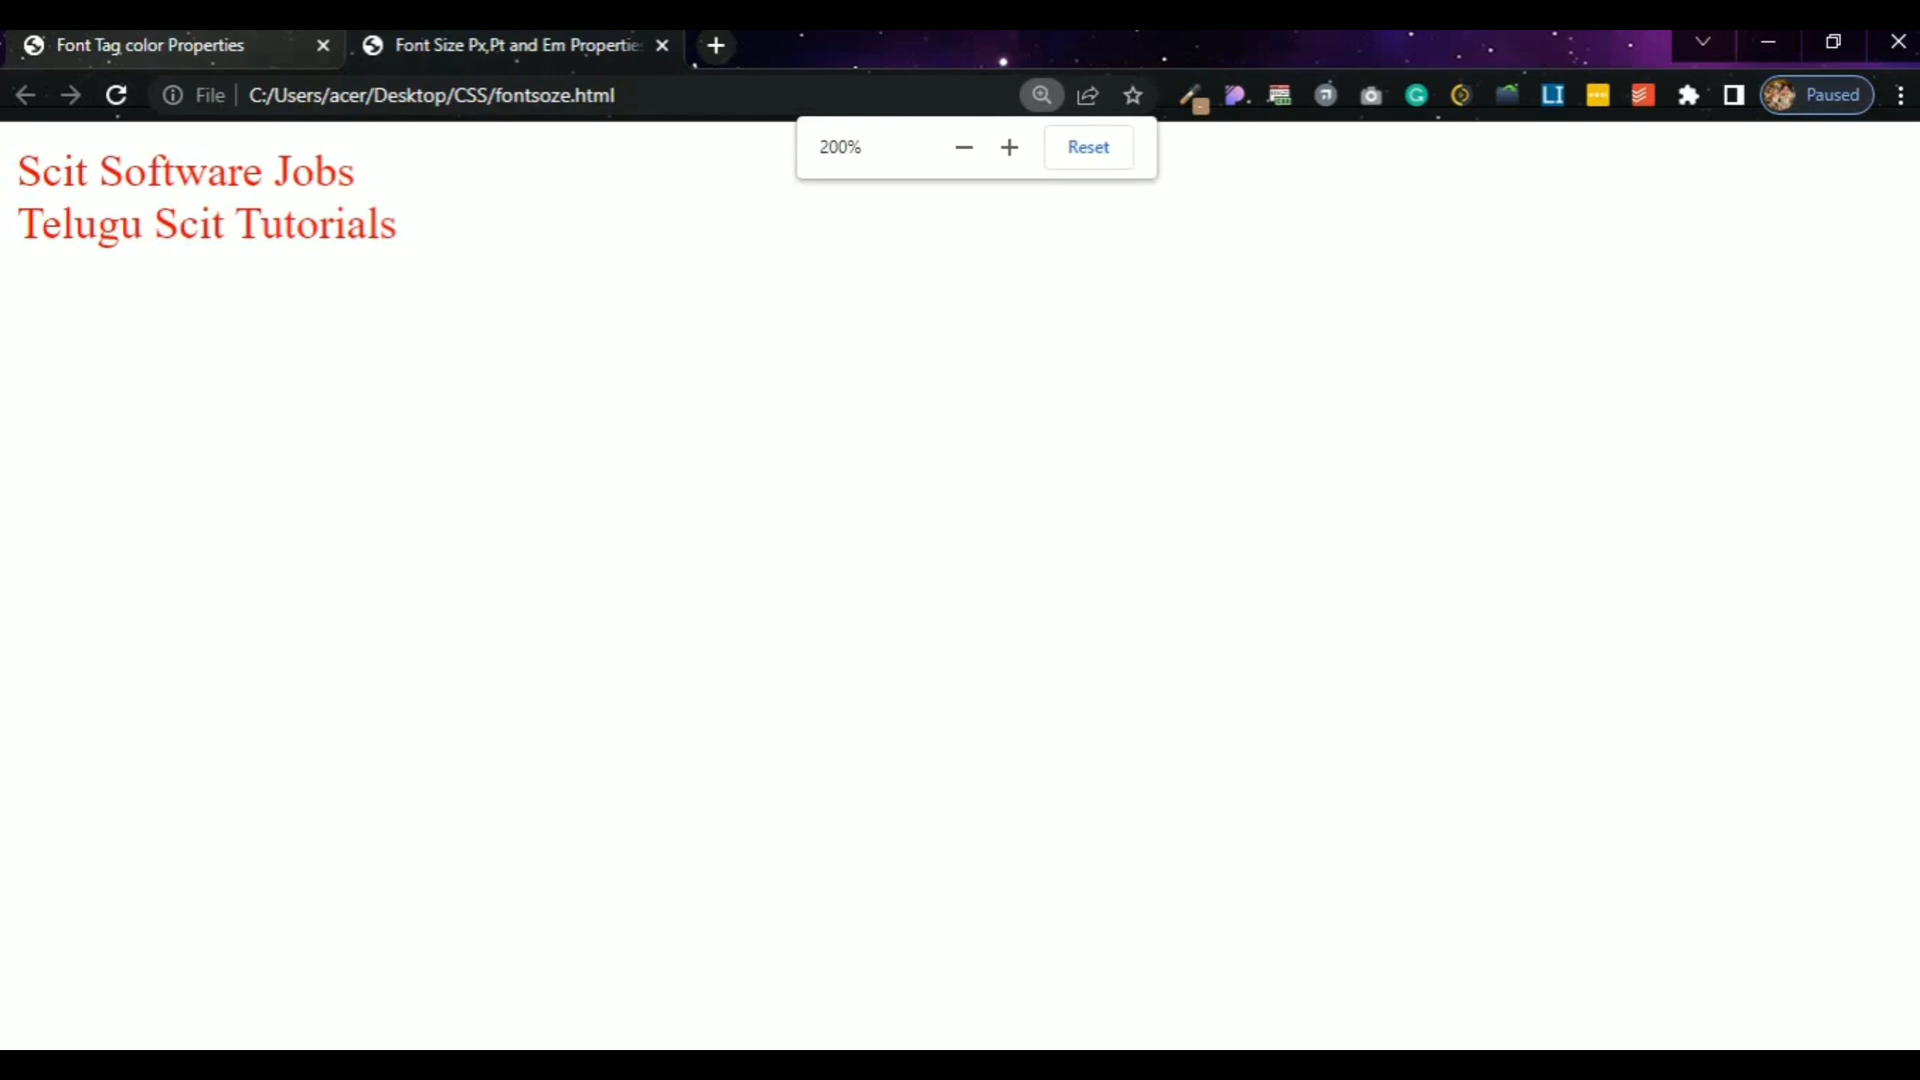 Font Tag color Properties
Font Size Px,Pt and Em Propertie
File
C:/Users/acer/Desktop/CSS/fontsoze.html
LI
Paused
200%
Reset
Scit Software Jobs
Telugu Scit Tutorials